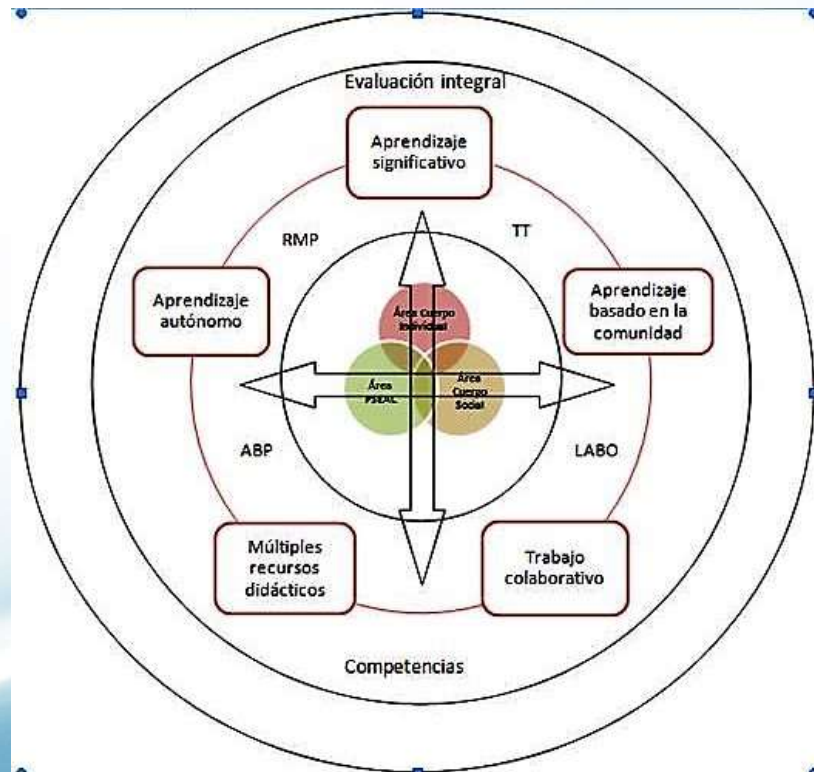 Evaluación integral
Aprendizaje
significativo
RMP
TT
Aprendizaje
autónomo
Aprendizaje
basado en la
comunidad
Área Cuerpo
Individual
Área
PSEAC
Área
Cuerpo
Social
ABP
LABO
Múltiples
recursos
didácticos
Trabajo
colaborativo
Competencias